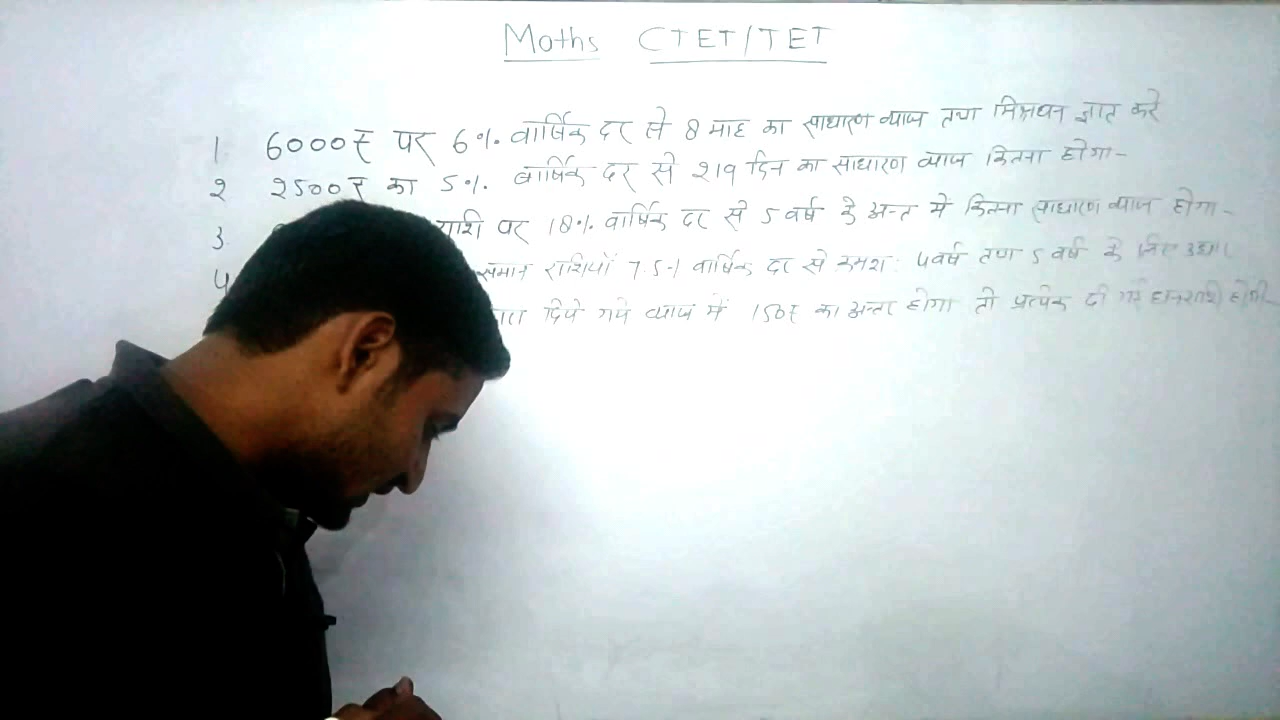 Maths CTET/TET
1. 6000₹ पर 6% वार्षिक दर से 8 माह का साधारण व्याज तथा मिश्रधन ज्ञात करे
2 2500₹ का 5% वार्षिक दर से 219 दिन का साधारण व्याज कितना होगा-
3. राशि पर 18% वार्षिक दर से 5 वर्ष के अन्त मे कितना साधारण व्याज होगा-
4 समान राशियों 7.5% वार्षिक दर से क्रमश: 4 वर्ष तथा 5 वर्ष के लिए
दिये गये व्याज में 150₹ का अन्तर होगा तो प्रत्येक दी गई होगी